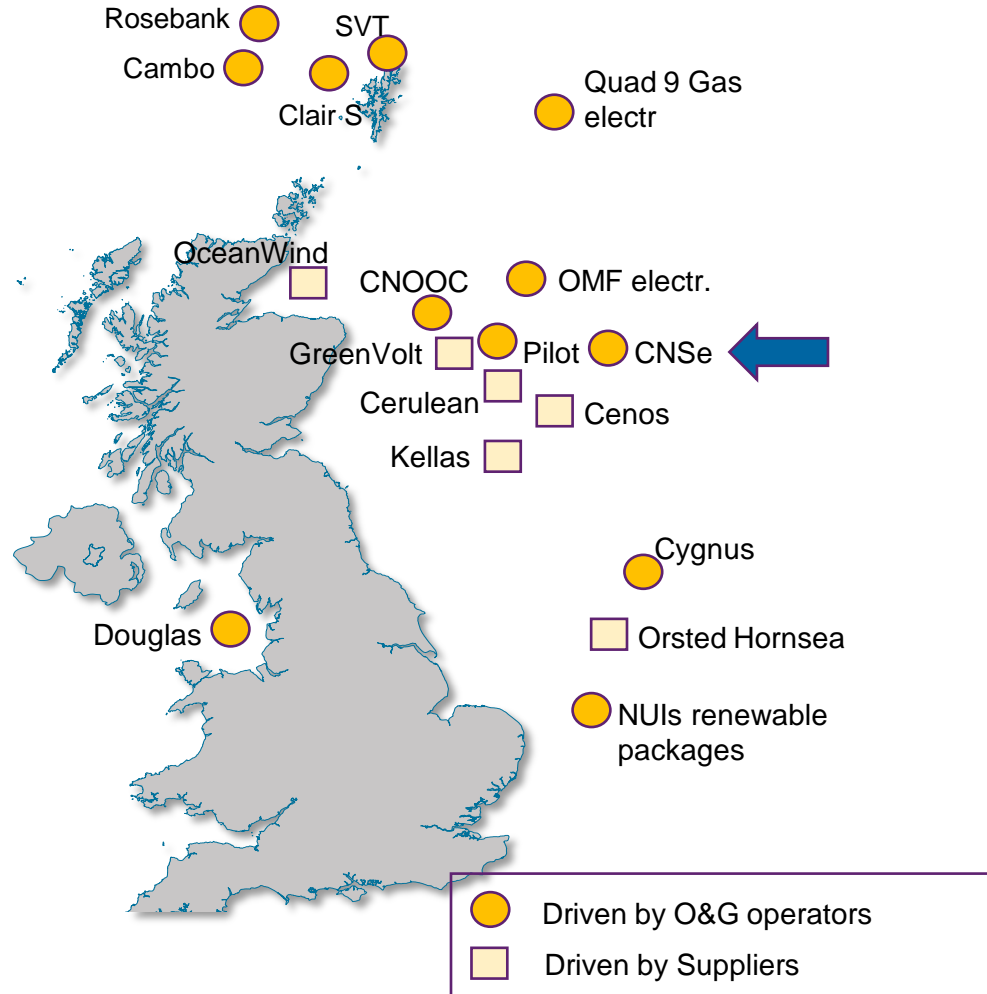 Rosebank
SVT
Cambo
Clair S
Quad 9 Gas
electr
OceanWind
CNOOC
OMF electr.
GreenVolt
Pilot
CNSe
Cerulean
Cenos
Kellas
Cygnus
Douglas
Orsted Hornsea
NUIs renewable
packages
Driven by O&G operators
Driven by Suppliers